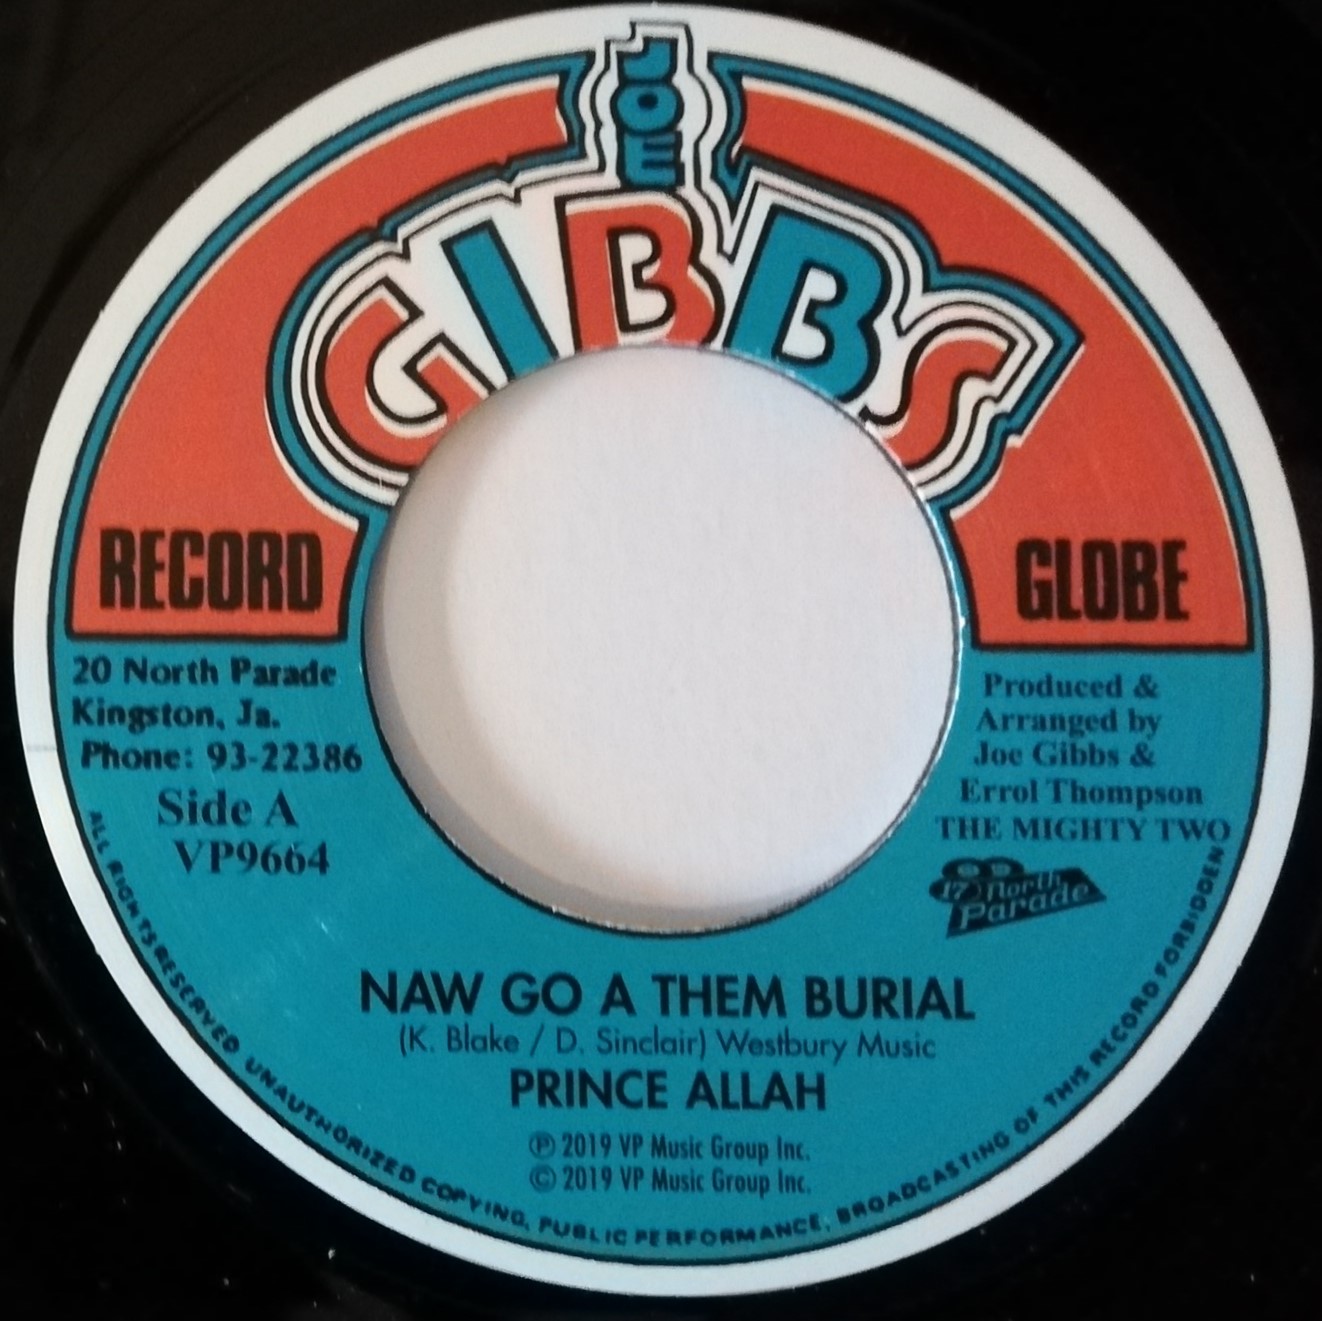 JOE
GIBBS
RECORD
GLOBE
20 North Parade
Kingston, Ja.
Phone: 93-22386
Side A
VP9664
Produced &
Arranged by
Joe Gibbs &
Errol Thompson
THE MIGHTY TWO
17 North
Parade
NAW GO A THEM BURIAL
(K. Blake / D. Sinclair) Westbury Music
PRINCE ALLAH
℗ 2019 VP Music Group Inc.
© 2019 VP Music Group Inc.
ALL RIGHTS RESERVED UNAUTHORIZED COPYING, PUBLIC PERFORMANCE, BROADCASTING OF THIS RECORD FORBIDDEN